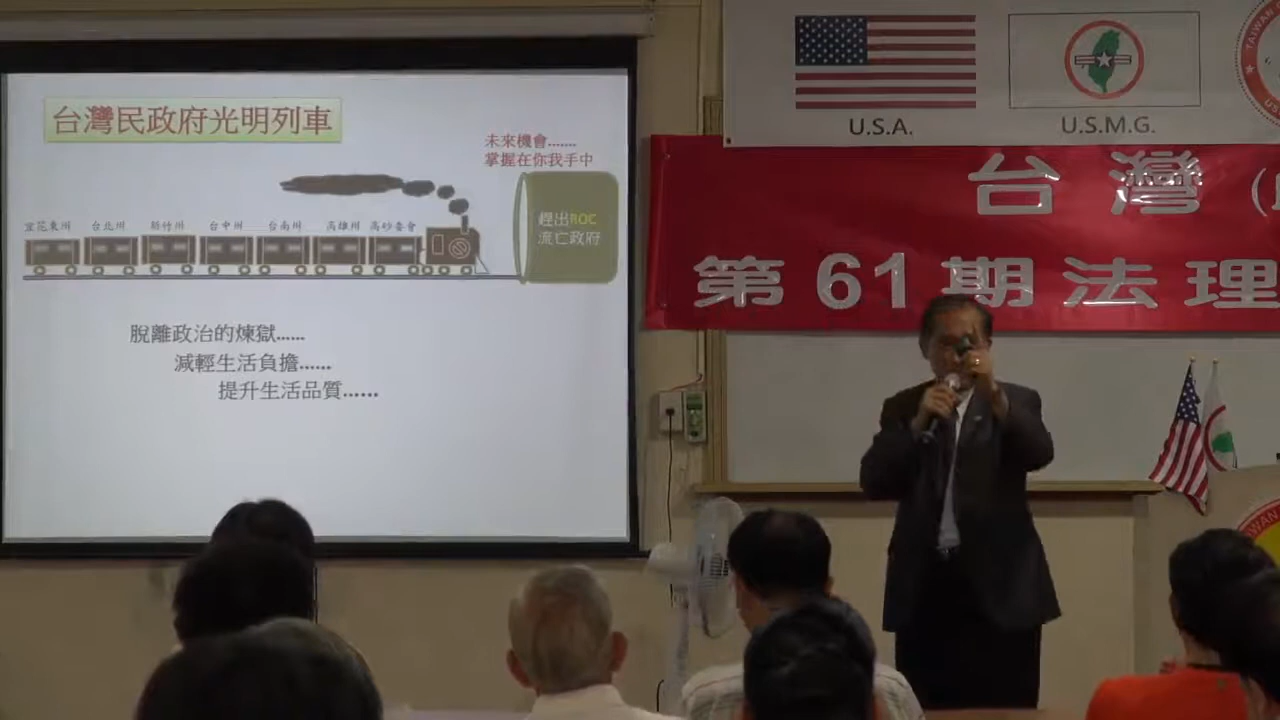 台灣民政府光明列車
未來機會.......
掌握在你我手中
宜花東州 台北州 新竹州 台中州 台南州 高雄州 高砂委會
趕出ROC
流亡政府
脫離政治的煉獄......
減輕生活負擔......
提升生活品質......
U.S.A.
U.S.M.G.
台灣
第61期法理